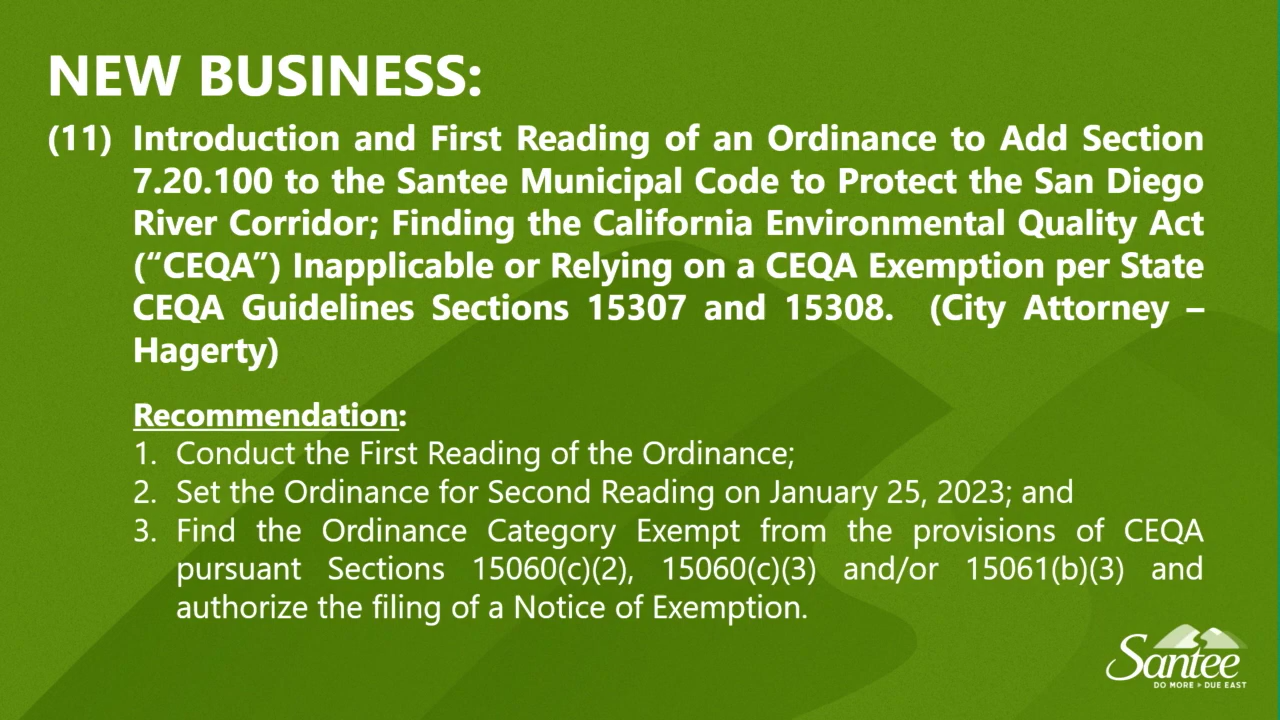 NEW BUSINESS:
(11) Introduction and First Reading of an Ordinance to Add Section
7.20.100 to the Santee Municipal Code to Protect the San Diego
River Corridor; Finding the California Environmental Quality Act
(“CEQA”) Inapplicable or Relying on a CEQA Exemption per State
CEQA Guidelines Sections 15307 and 15308. (City Attorney –
Hagerty)
Recommendation:
1. Conduct the First Reading of the Ordinance;
2. Set the Ordinance for Second Reading on January 25, 2023; and
3. Find the Ordinance Category Exempt from the provisions of CEQA
pursuant Sections 15060(c)(2), 15060(c)(3) and/or 15061(b)(3) and
authorize the filing of a Notice of Exemption.
Santee
DO MORE ▸ DUE EAST